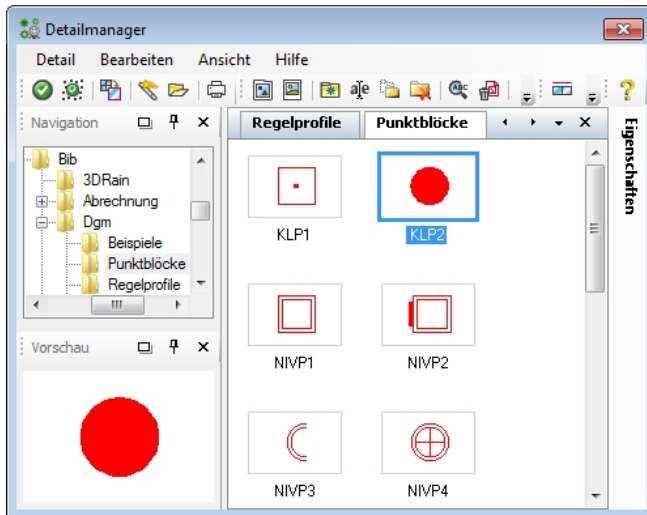 Detailmanager
Detail Bearbeiten Ansicht Hilfe
Navigation
Bib
3DRain
Abrechnung
Dgm
Beispiele
Punktblöcke
Regelprofile
Vorschau
Regelprofile Punktblöcke
KLP1 KLP2
NIVP1 NIVP2
NIVP3 NIVP4
Eigenschaften